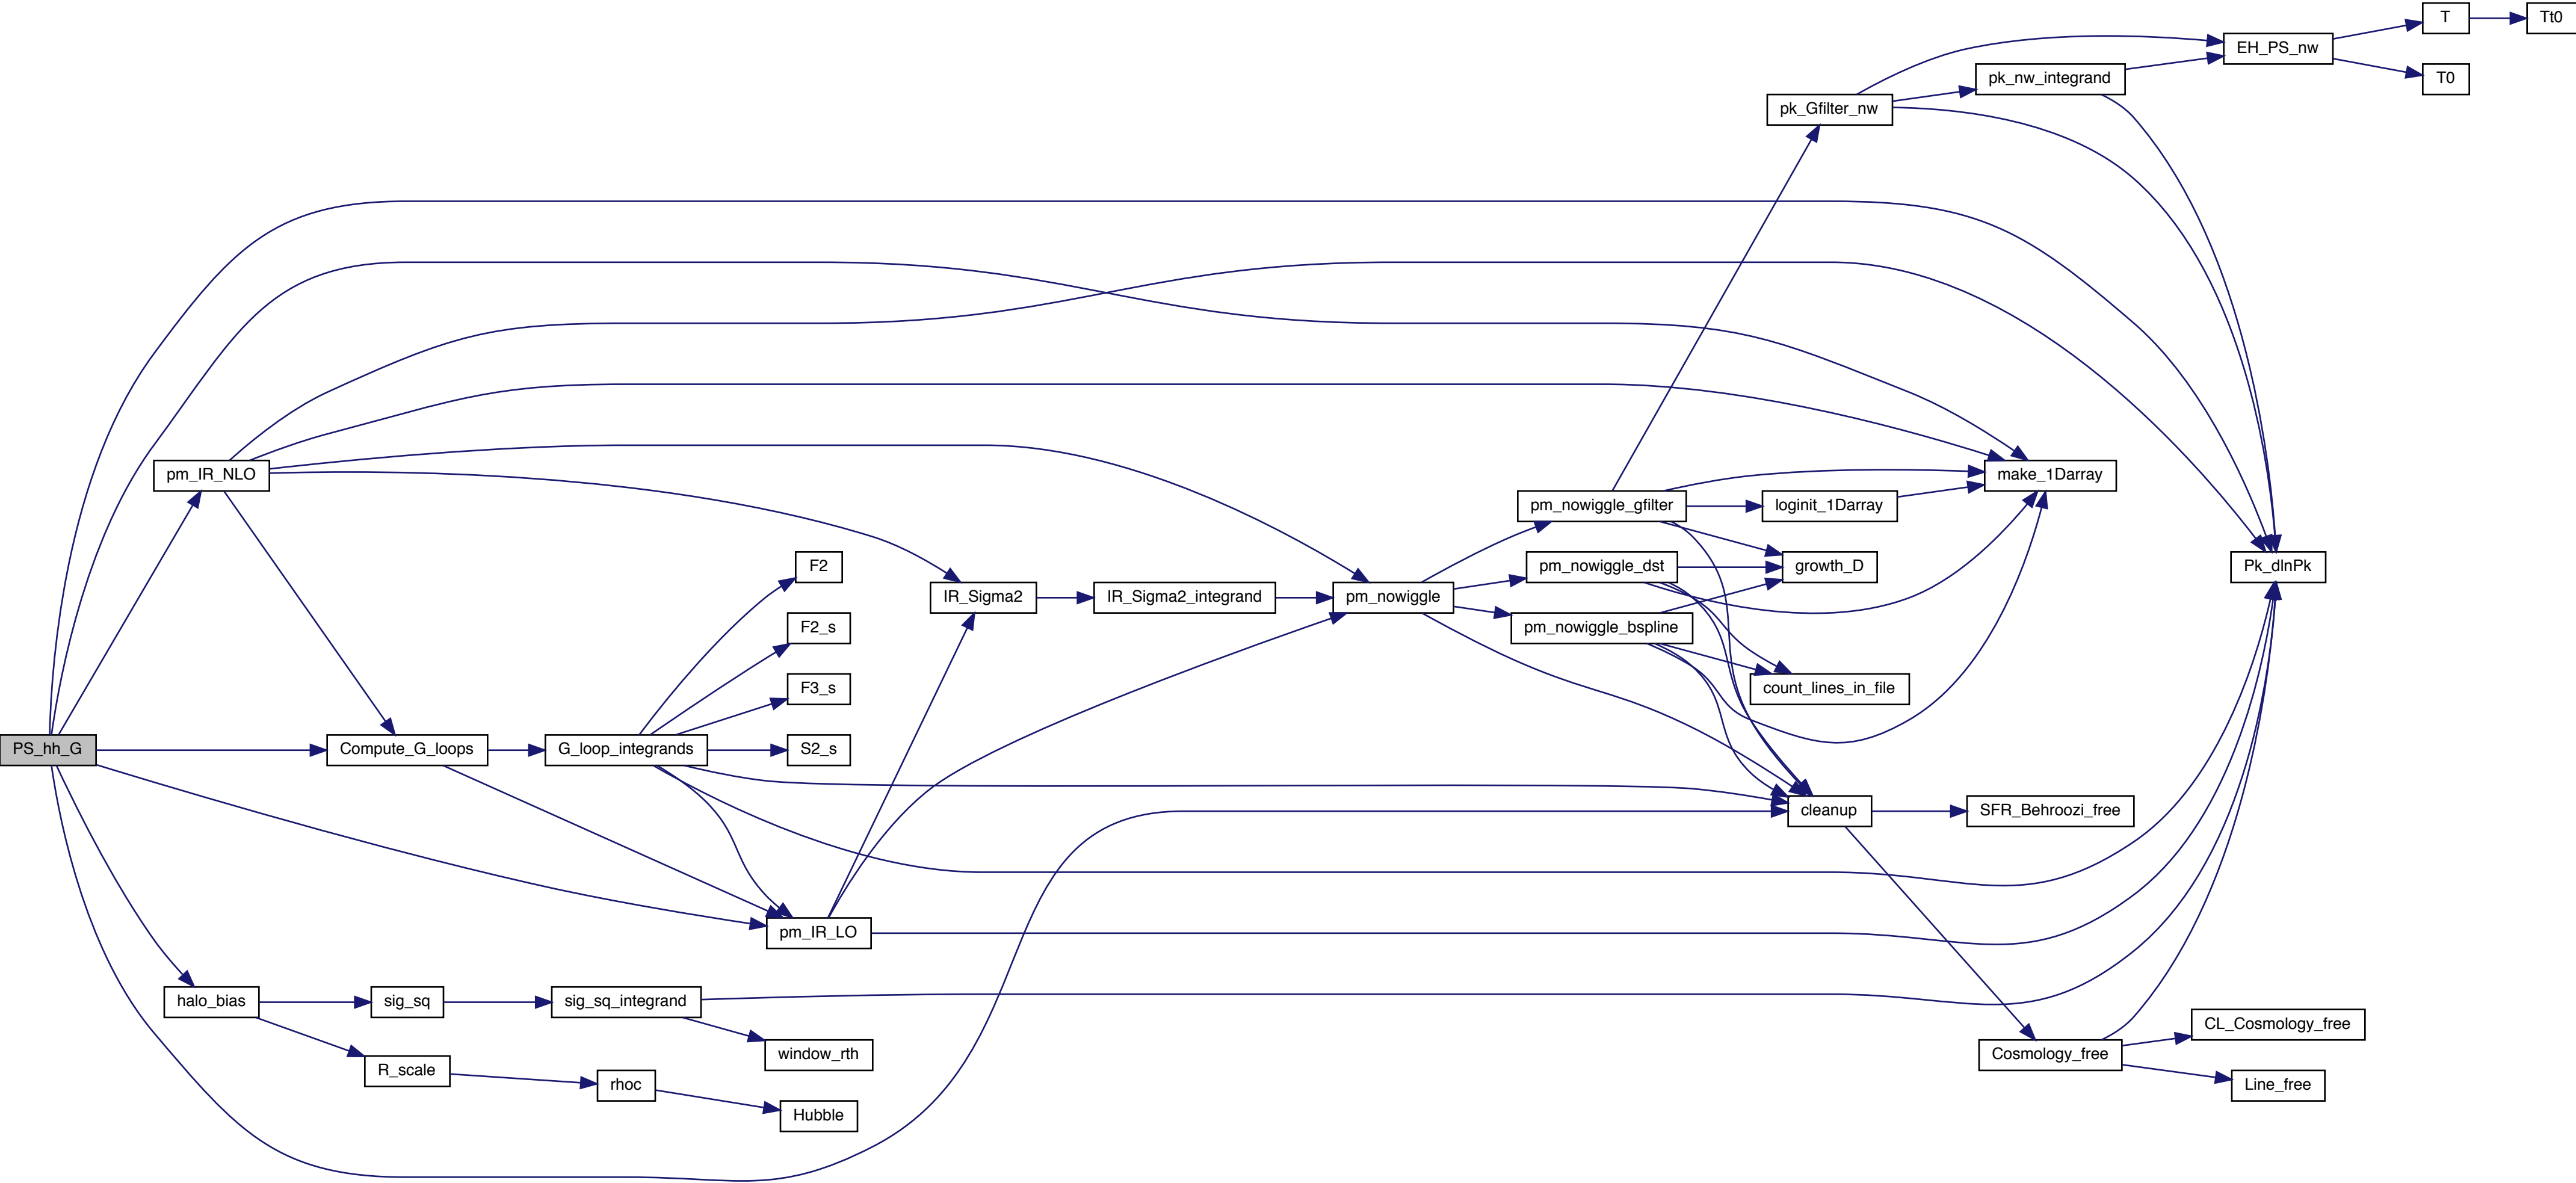 T
Tt0
EH_PS_nw
pk_nw_integrand
T0
pk_Gfilter_nw
pm_IR_NLO
make_1Darray
pm_nowiggle_gfilter
loginit_1Darray
F2
pm_nowiggle_dst
growth_D
Pk_dlnPk
IR_Sigma2
IR_Sigma2_integrand
pm_nowiggle
F2_s
pm_nowiggle_bspline
F3_s
count_lines_in_file
PS_hh_G
Compute_G_loops
G_loop_integrands
S2_s
cleanup
SFR_Behroozi_free
pm_IR_LO
halo_bias
sig_sq
sig_sq_integrand
CL_Cosmology_free
window_rth
Cosmology_free
R_scale
rhoc
Line_free
Hubble